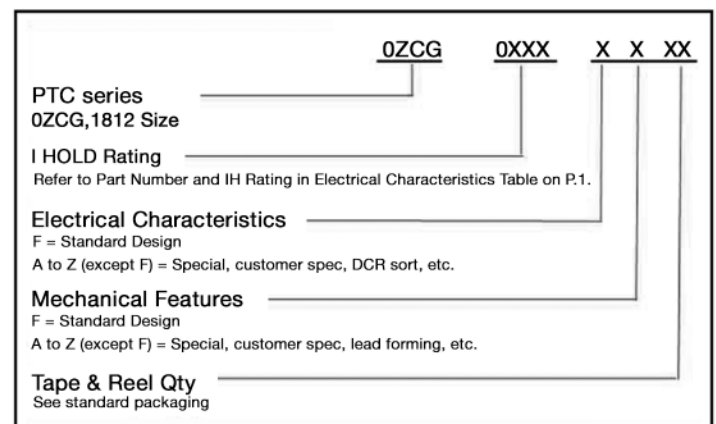 0ZCG 0XXX X X XX
PTC series
0ZCG,1812 Size
I HOLD Rating
Refer to Part Number and IH Rating in Electrical Characteristics Table on P.1.
Electrical Characteristics
F = Standard Design
A to Z (except F) = Special, customer spec, DCR sort, etc.
Mechanical Features
F = Standard Design
A to Z (except F) = Special, customer spec, lead forming, etc.
Tape & Reel Qty
See standard packaging